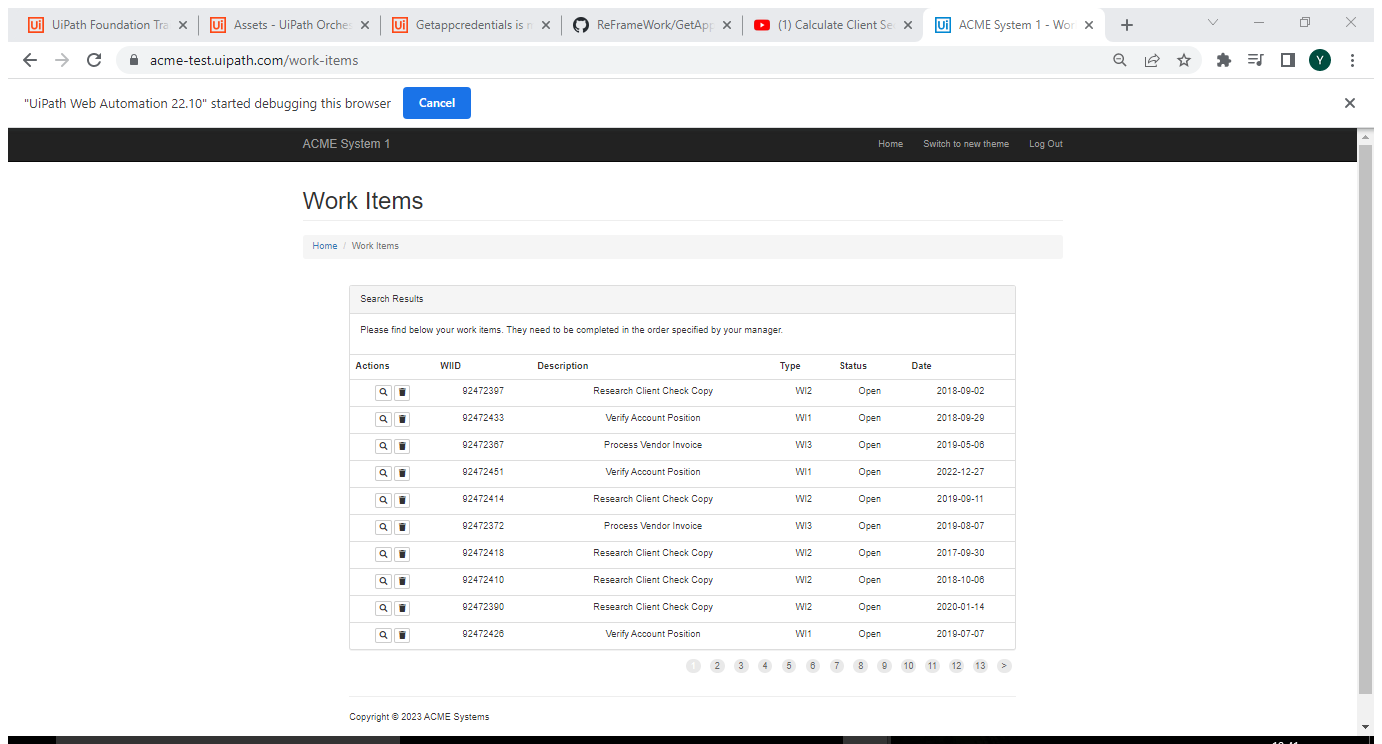 UiPath Foundation Tra
Assets - UiPath Orches
Getappcredentials is n
ReFrameWork/GetApp
(1) Calculate Client Se
ACME System 1 - Wor
acme-test.uipath.com/work-items
Y
"UiPath Web Automation 22.10" started debugging this browser Cancel
ACME System 1 Home Switch to new theme Log Out
Work Items
Home / Work Items
Search Results
Please find below your work items. They need to be completed in the order specified by your manager.
Actions WIID Description Type Status Date
92472397 Research Client Check Copy WI2 Open 2018-09-02
92472433 Verify Account Position WI1 Open 2018-09-29
92472367 Process Vendor Invoice WI3 Open 2019-05-06
92472451 Verify Account Position WI1 Open 2022-12-27
92472414 Research Client Check Copy WI2 Open 2019-09-11
92472372 Process Vendor Invoice WI3 Open 2019-08-07
92472418 Research Client Check Copy WI2 Open 2017-09-30
92472410 Research Client Check Copy WI2 Open 2018-10-06
92472390 Research Client Check Copy WI2 Open 2020-01-14
92472426 Verify Account Position WI1 Open 2019-07-07
1 2 3 4 5 6 7 8 9 10 11 12 13 >
Copyright © 2023 ACME Systems